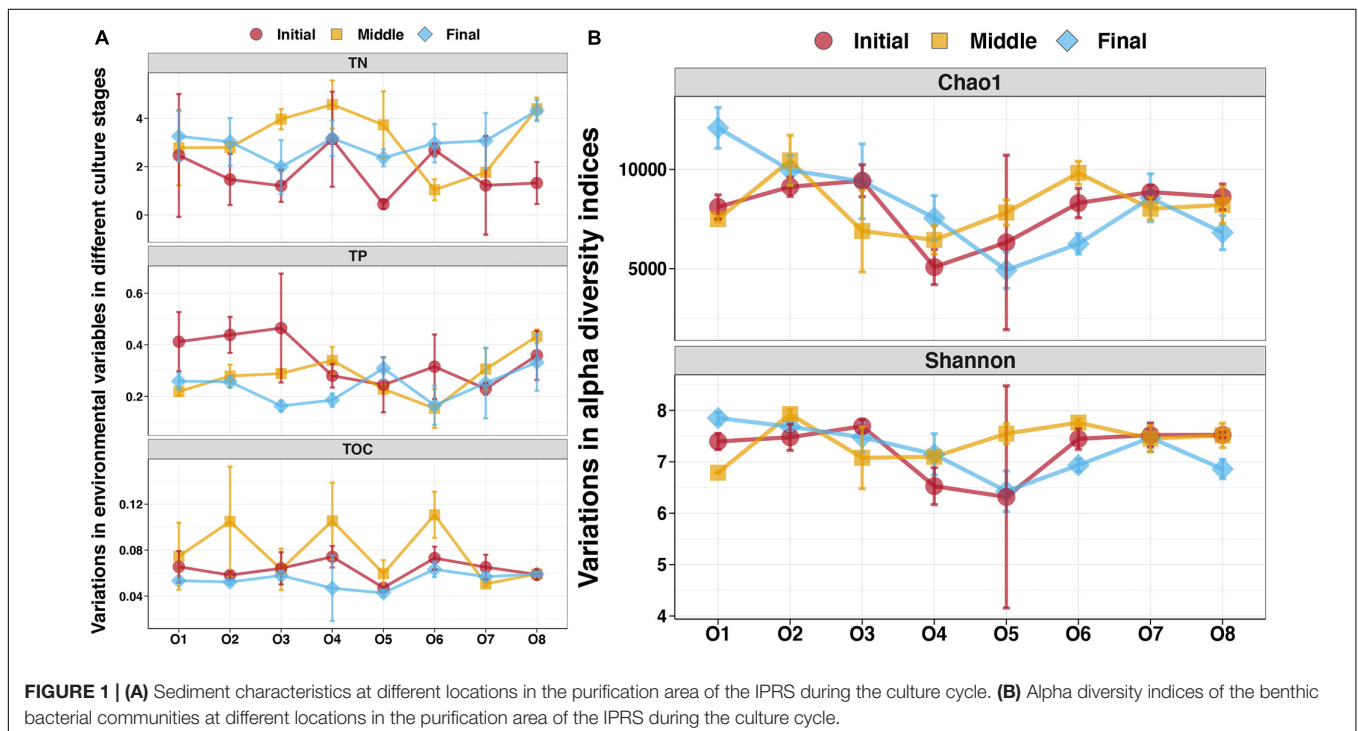 A
Initial Middle Final
Variations in environmental variables in different culture stages
TN
4
2
0
TP
0.6
0.4
0.2
TOC
0.12
0.08
0.04
O1 O2 O3 O4 O5 O6 O7 O8
B
Initial Middle Final
Variations in alpha diversity indices
Chao1
10000
5000
Shannon
8
7
6
5
4
O1 O2 O3 O4 O5 O6 O7 O8
FIGURE 1 | (A) Sediment characteristics at different locations in the purification area of the IPRS during the culture cycle. (B) Alpha diversity indices of the benthic
bacterial communities at different locations in the purification area of the IPRS during the culture cycle.